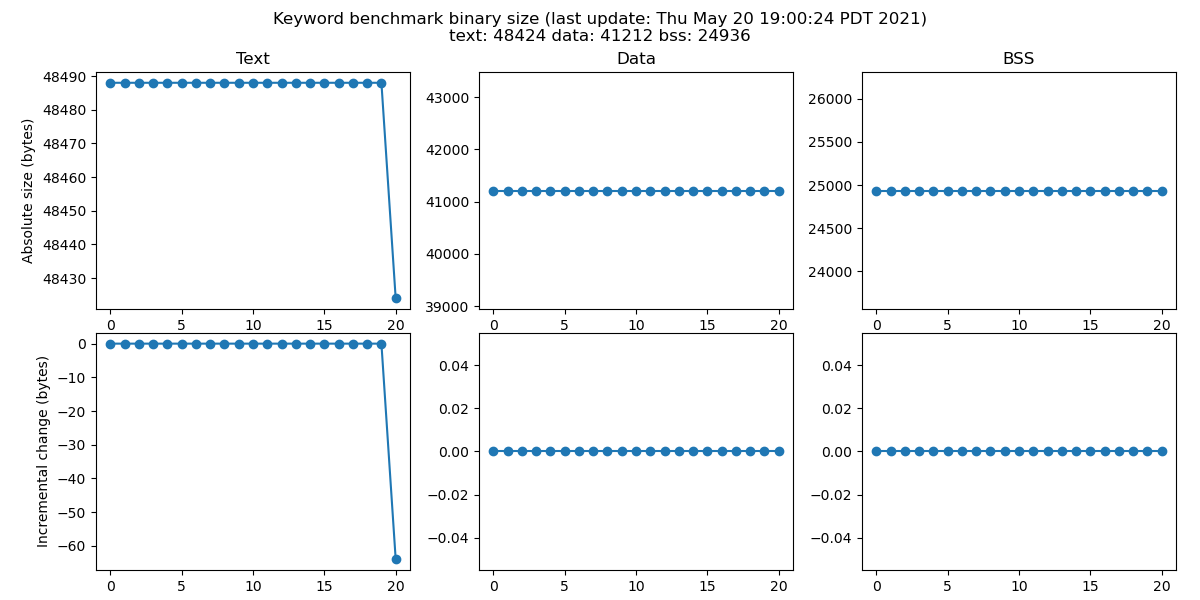 Keyword benchmark binary size (last update: Thu May 20 19:00:24 PDT 2021)
text: 48424 data: 41212 bss: 24936
Text
Data
BSS
Absolute size (bytes)
48490
48480
48470
48460
48450
48440
48430
0 5 10 15 20
43000
42000
41000
40000
39000
0 5 10 15 20
26000
25500
25000
24500
24000
0 5 10 15 20
Incremental change (bytes)
0
−10
−20
−30
−40
−50
−60
0 5 10 15 20
0.04
0.02
0.00
−0.02
−0.04
0 5 10 15 20
0.04
0.02
0.00
−0.02
−0.04
0 5 10 15 20